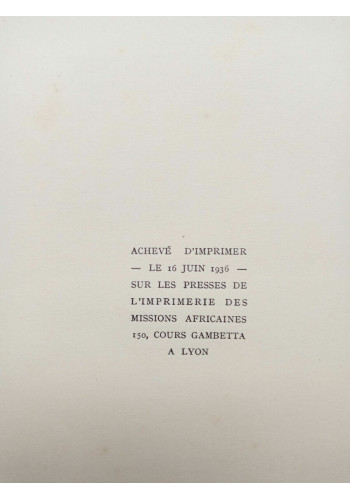 ACHEVÉ D'IMPRIMER
— LE 16 JUIN 1936 —
SUR LES PRESSES DE
L'IMPRIMERIE DES
MISSIONS AFRICAINES
150, COURS GAMBETTA
A LYON